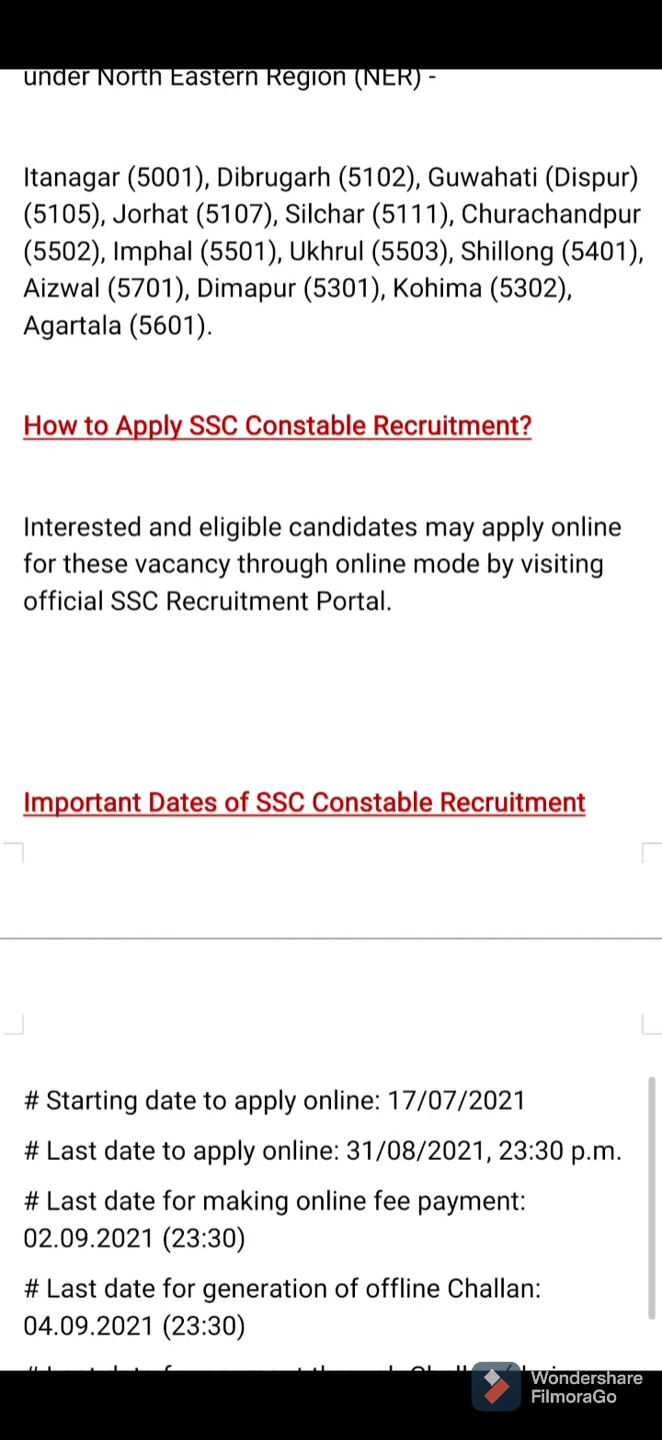 under North Eastern Region (NER) -
Itanagar (5001), Dibrugarh (5102), Guwahati (Dispur)
(5105), Jorhat (5107), Silchar (5111), Churachandpur
(5502), Imphal (5501), Ukhrul (5503), Shillong (5401),
Aizwal (5701), Dimapur (5301), Kohima (5302),
Agartala (5601).
How to Apply SSC Constable Recruitment?
Interested and eligible candidates may apply online
for these vacancy through online mode by visiting
official SSC Recruitment Portal.
Important Dates of SSC Constable Recruitment
# Starting date to apply online: 17/07/2021
# Last date to apply online: 31/08/2021, 23:30 p.m.
# Last date for making online fee payment:
02.09.2021 (23:30)
# Last date for generation of offline Challan:
04.09.2021 (23:30)
Wondershare
FilmoraGo